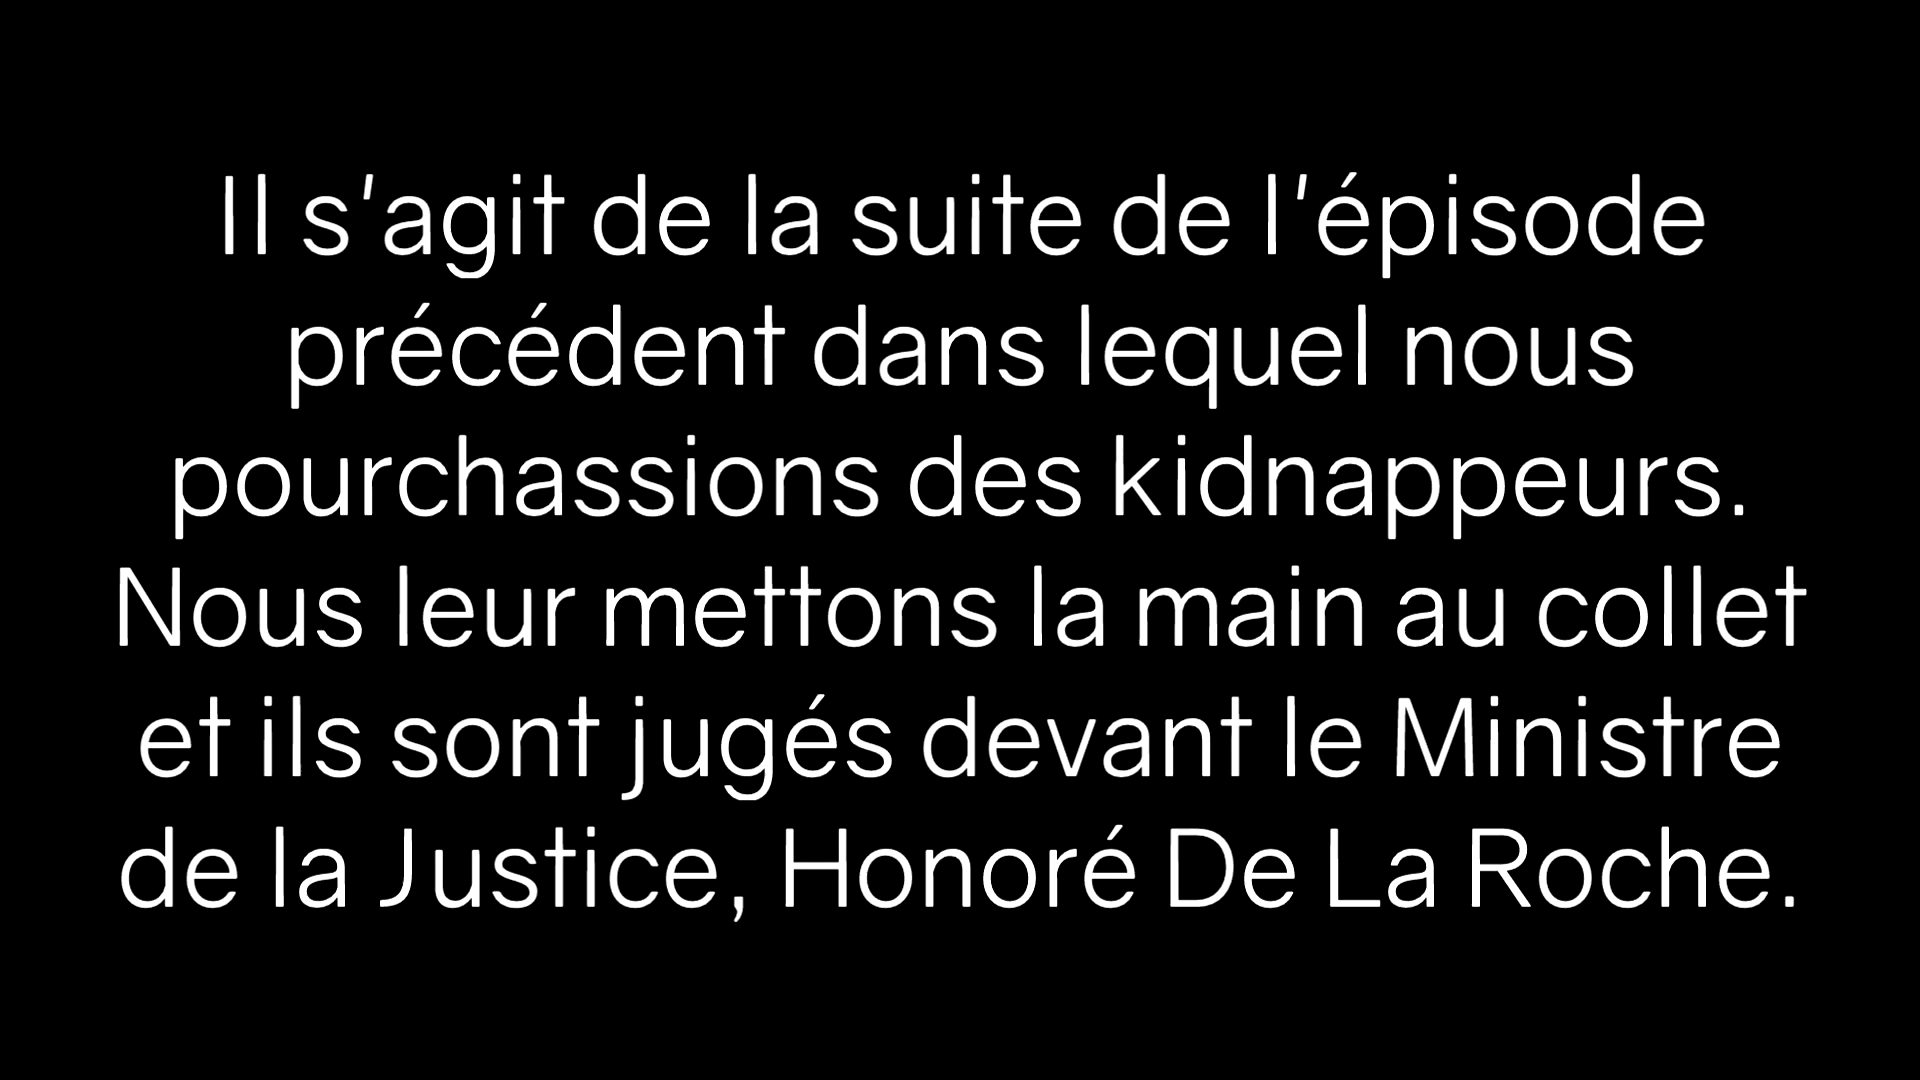 Il s'agit de la suite de l'épisode
précédent dans lequel nous
pourchassions des kidnappeurs.
Nous leur mettons la main au collet
et ils sont jugés devant le Ministre
de la Justice, Honoré De La Roche.